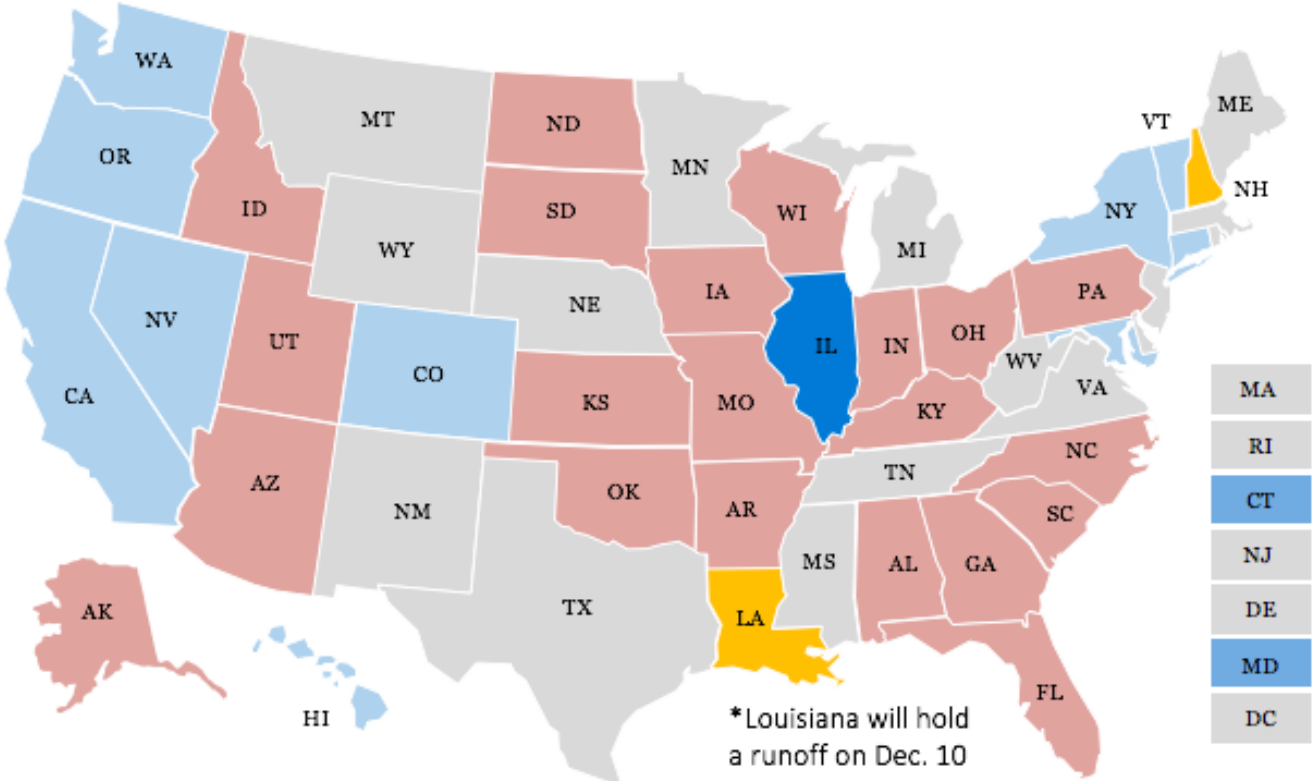 WA
OR
CA
NV
ID
MT
WY
UT
AZ
CO
NM
ND
SD
NE
KS
OK
TX
MN
IA
MO
AR
LA
WI
IL
MI
IN
OH
KY
TN
MS
AL
GA
FL
SC
NC
VA
WV
PA
NY
VT
NH
ME
AK
HI
MA
RI
CT
NJ
DE
MD
DC
*Louisiana will hold
a runoff on Dec. 10